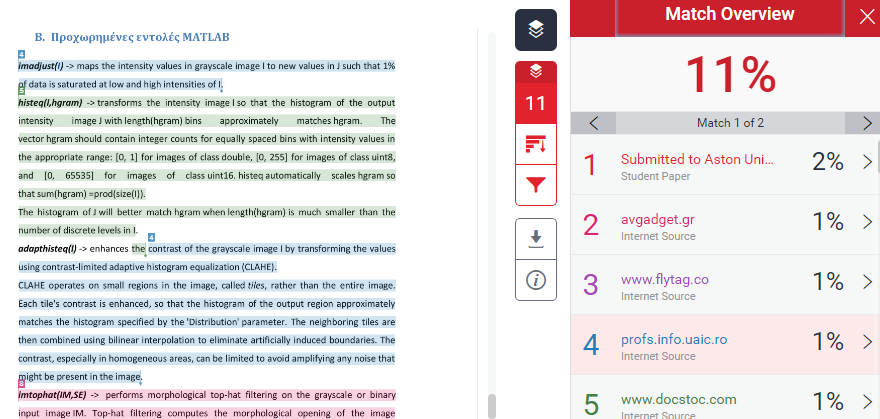 B. Προχωρημένες εντολές MATLAB
4
imadjust(I) -> maps the intensity values in grayscale image I to new values in J such that 1%
of data is saturated at low and high intensities of I.
5
histeq(I,hgram) -> transforms the intensity image I so that the histogram of the output
intensity image J with length(hgram) bins approximately matches hgram. The
vector hgram should contain integer counts for equally spaced bins with intensity values in
the appropriate range: [0, 1] for images of class double, [0, 255] for images of class uint8,
and [0, 65535] for images of class uint16. histeq automatically scales hgram so
that sum(hgram) =prod(size(I)).
The histogram of J will better match hgram when length(hgram) is much smaller than the
number of discrete levels in I.
4
adapthisteq(I) -> enhances the contrast of the grayscale image I by transforming the values
using contrast-limited adaptive histogram equalization (CLAHE).
CLAHE operates on small regions in the image, called tiles, rather than the entire image.
Each tile's contrast is enhanced, so that the histogram of the output region approximately
matches the histogram specified by the 'Distribution' parameter. The neighboring tiles are
then combined using bilinear interpolation to eliminate artificially induced boundaries. The
contrast, especially in homogeneous areas, can be limited to avoid amplifying any noise that
might be present in the image.
8
imtophat(IM,SE) -> performs morphological top-hat filtering on the grayscale or binary
input image IM. Top-hat filtering computes the morphological opening of the image
11
Match Overview
11%
Match 1 of 2
1 Submitted to Aston Uni... 2%
Student Paper
2 avgadget.gr 1%
Internet Source
3 www.flytag.co 1%
Internet Source
4 profs.info.uaic.ro 1%
Internet Source
5 www.docstoc.com 1%
Internet Source